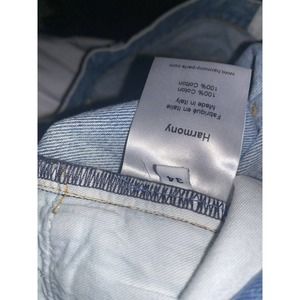 Harmony
Made in Italy
Fabriqué en Italie
100% Cotton
100% Coton
www.harmony-paris.com
34